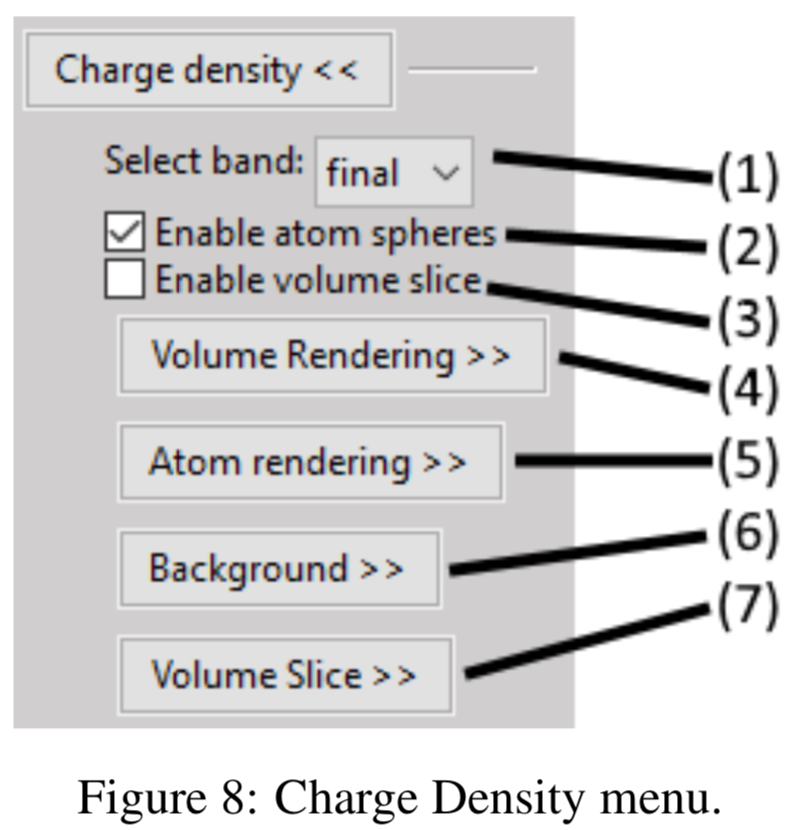 Charge density <<
Select band: final (1)
Enable atom spheres (2)
Enable volume slice (3)
Volume Rendering >> (4)
Atom rendering >> (5)
Background >> (6)
Volume Slice >> (7)
Figure 8: Charge Density menu.